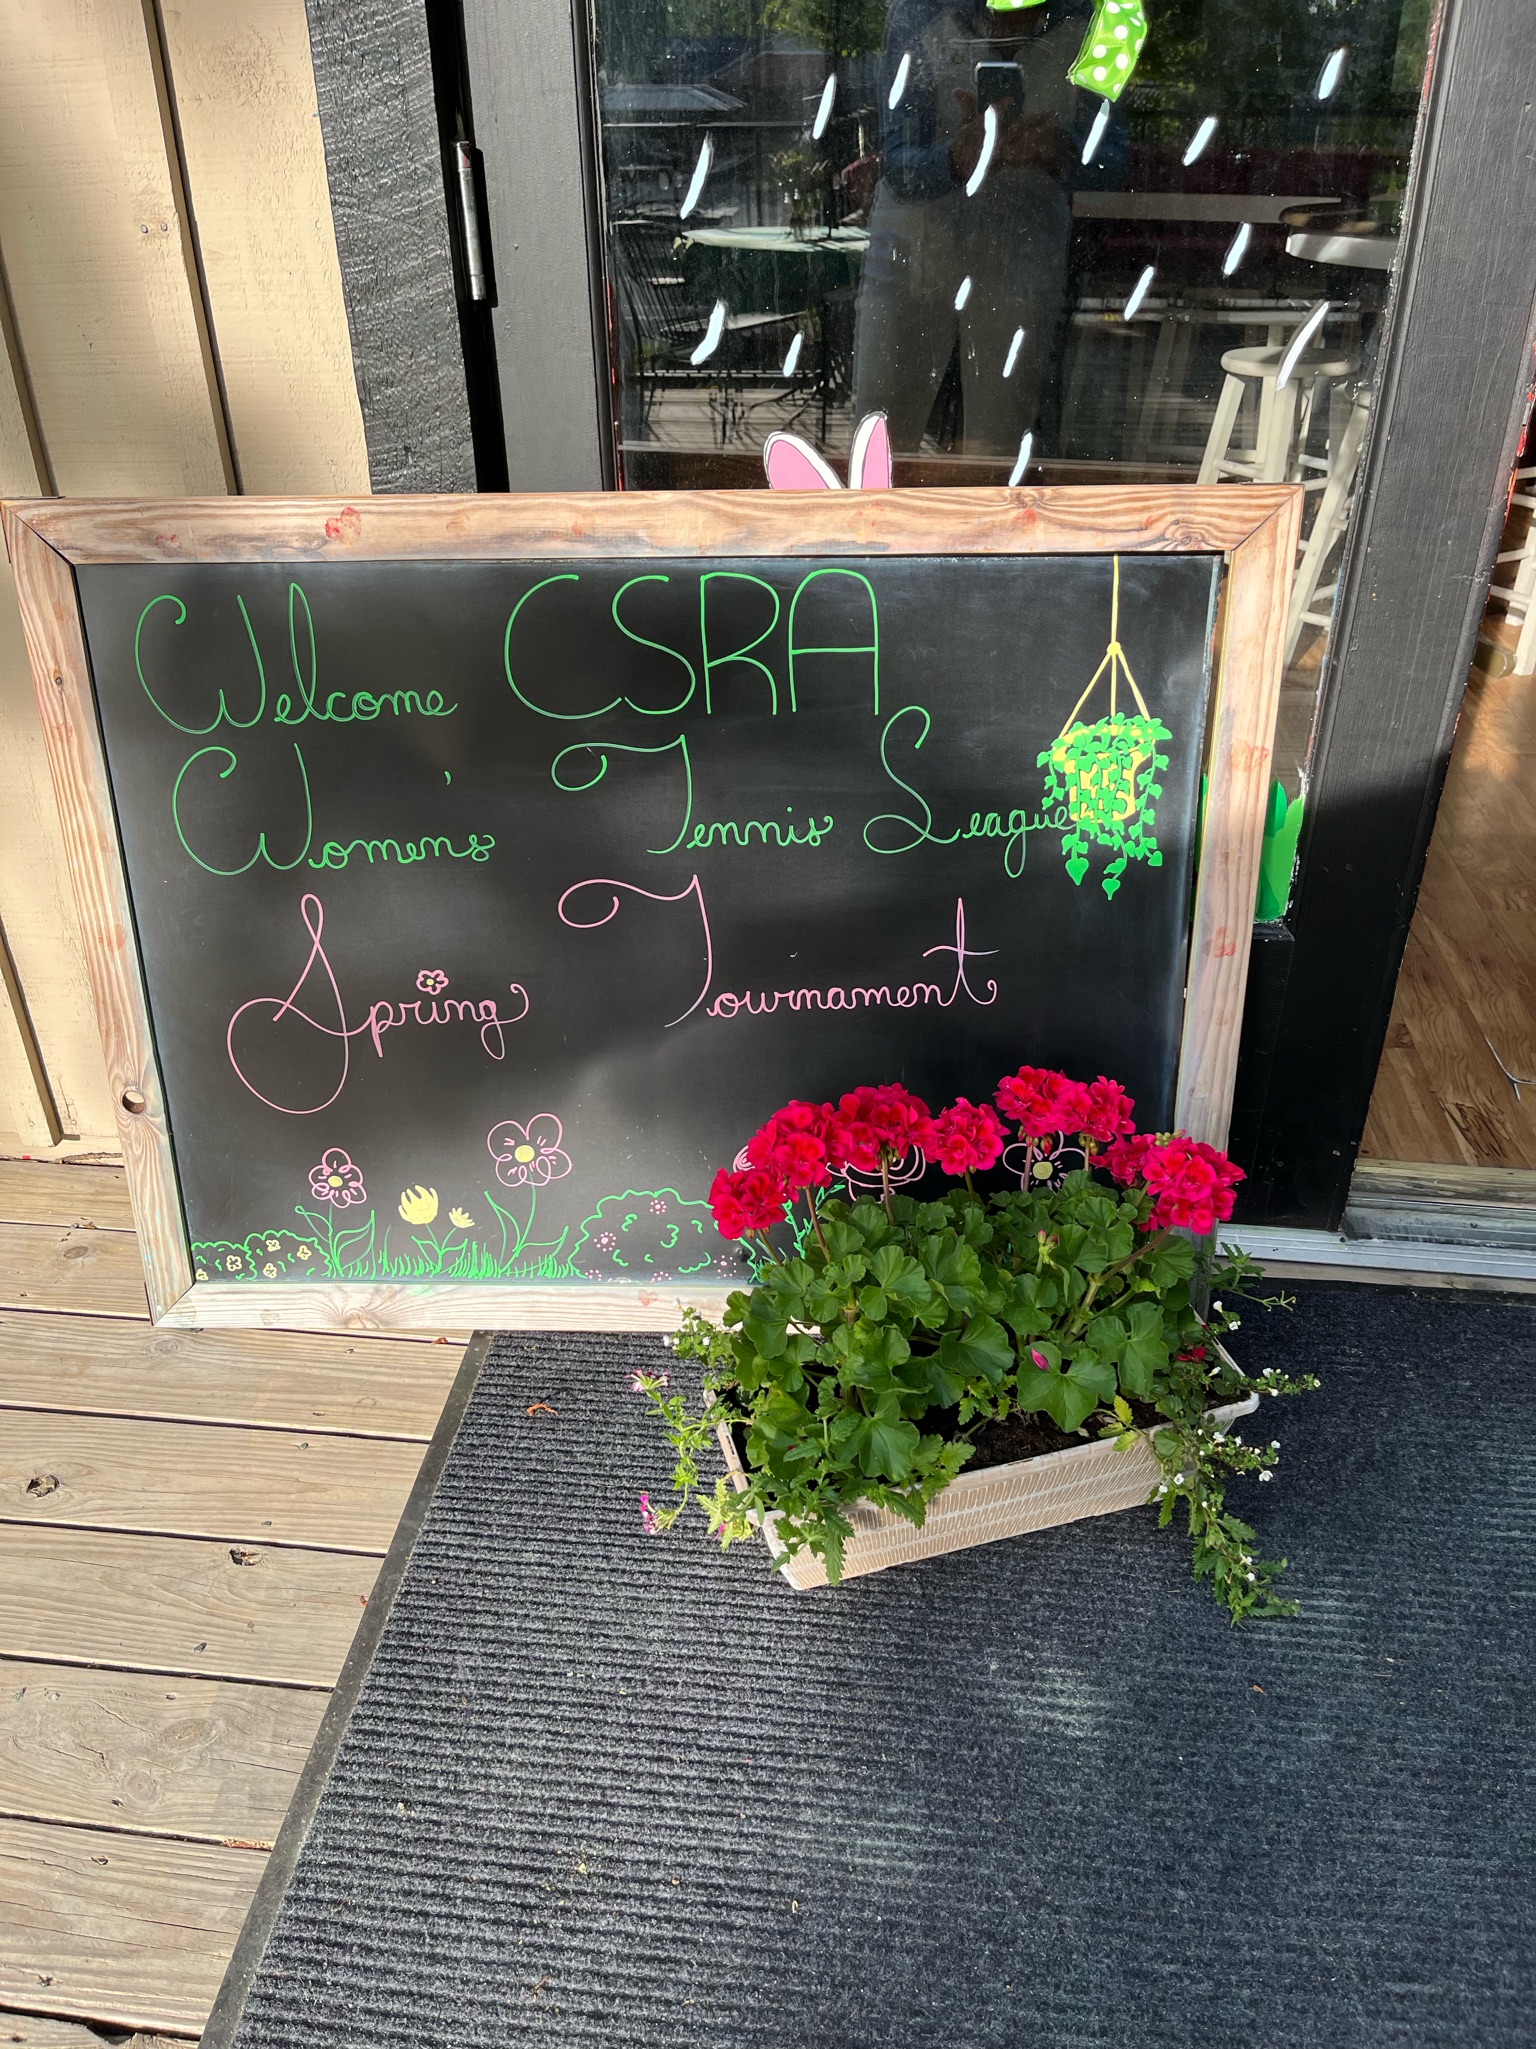 Welcome CSRA
Women's Tennis League
Spring Tournament